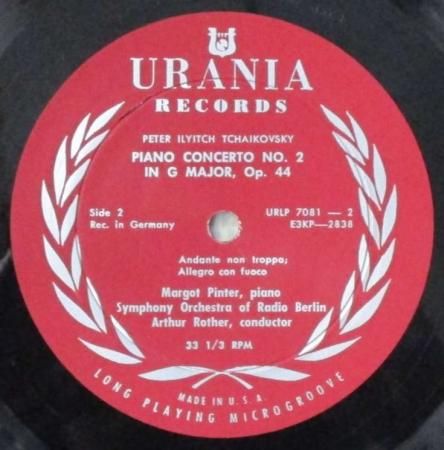 URANIA
RECORDS
PETER ILYITCH TCHAIKOVSKY
PIANO CONCERTO NO. 2
IN G MAJOR, Op. 44
Side 2
Rec. in Germany
URLP 7081 — 2
E3KP—2838
Andante non troppo;
Allegro con fuoco
Margot Pinter, piano
Symphony Orchestra of Radio Berlin
Arthur Rother, conductor
33 1/3 RPM
MADE IN U.S.A.
LONG PLAYING MICROGROOVE